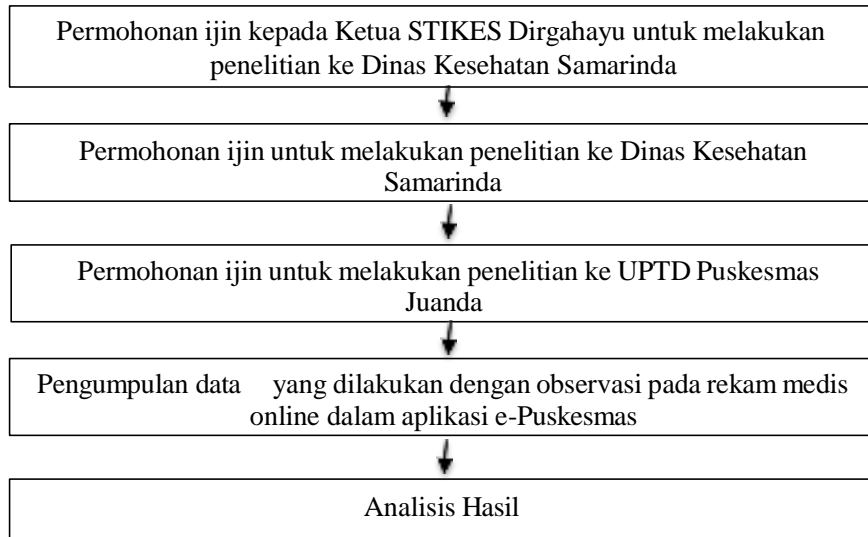 Permohonan ijin kepada Ketua STIKES Dirgahayu untuk melakukan
penelitian ke Dinas Kesehatan Samarinda
Permohonan ijin untuk melakukan penelitian ke Dinas Kesehatan
Samarinda
Permohonan ijin untuk melakukan penelitian ke UPTD Puskesmas
Juanda
Pengumpulan data yang dilakukan dengan observasi pada rekam medis
online dalam aplikasi e-Puskesmas
Analisis Hasil